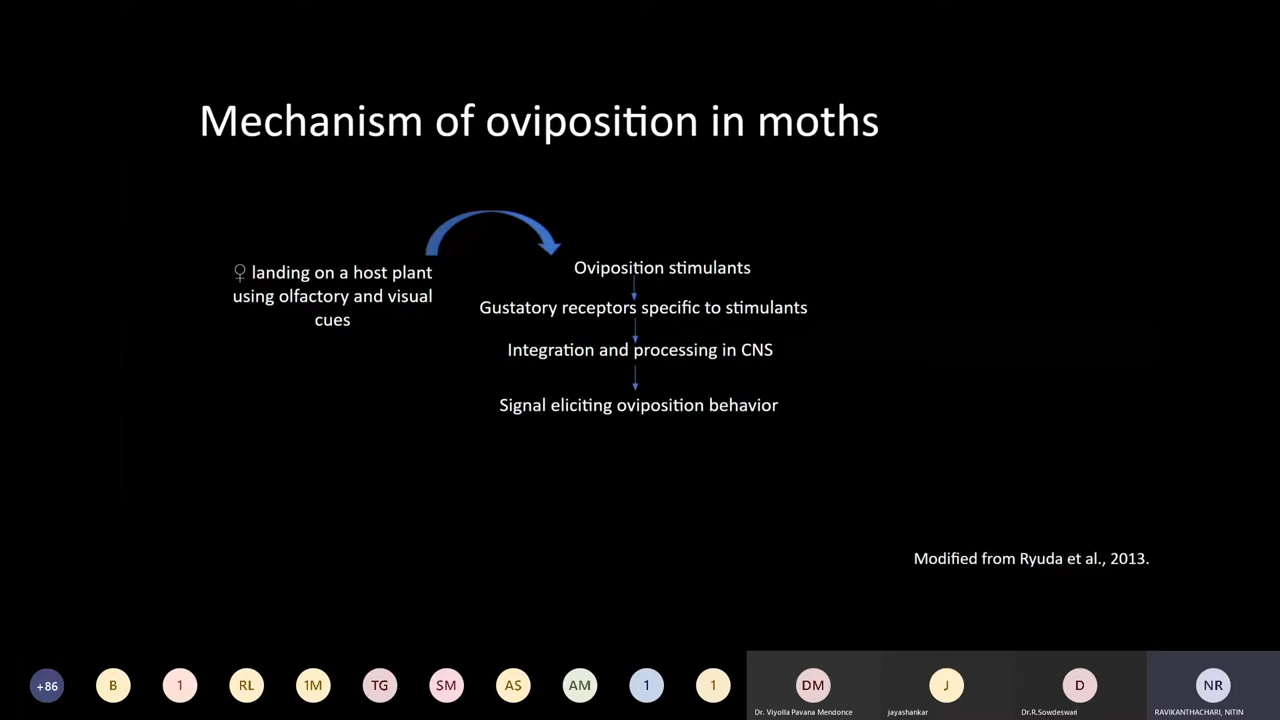 Mechanism of oviposition in moths
♀ landing on a host plant
using olfactory and visual
cues
Oviposition stimulants
Gustatory receptors specific to stimulants
Integration and processing in CNS
Signal eliciting oviposition behavior
Modified from Ryuda et al., 2013.
+86
B
1
RL
1M
TG
SM
AS
AM
1
1
DM
J
D
NR
Dr. Viyolla Pavana Mendonce
jayashankar
Dr.R.Sowdeswari
RAVIKANTHACHARI, NITIN